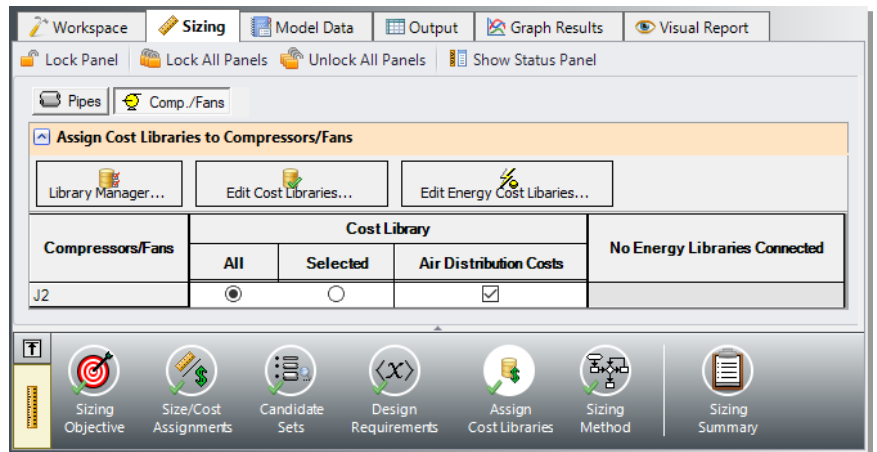 Workspace Sizing Model Data Output Graph Results Visual Report
Lock Panel Lock All Panels Unlock All Panels Show Status Panel
Pipes Comp./Fans
Assign Cost Libraries to Compressors/Fans
Library Manager... Edit Cost Libraries... Edit Energy Cost Libaries...
Compressors/Fans
Cost Library
All Selected Air Distribution Costs
No Energy Libraries Connected
J2
Sizing
Objective
Size/Cost
Assignments
Candidate
Sets
⟨x⟩
Design
Requirements
Assign
Cost Libraries
Sizing
Method
Sizing
Summary